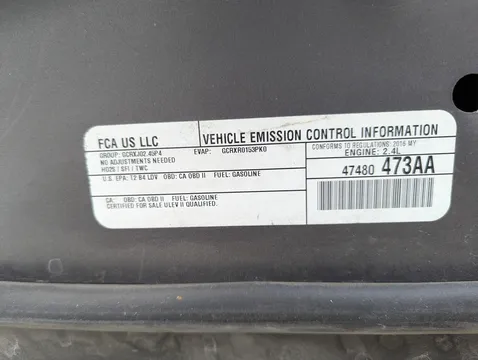 FCA US LLC
VEHICLE EMISSION CONTROL INFORMATION
GROUP: GCRXJ02.45P4 EVAP: GCRXR0153PK0
NO ADJUSTMENTS NEEDED
HO2S / SFI / TWC
CONFORMS TO REGULATIONS: 2016 MY
ENGINE: 2.4L
U.S. EPA: T2 B4 LDV OBD: CA OBD II FUEL: GASOLINE
47480 473AA
CA: OBD: CA OBD II FUEL: GASOLINE
CERTIFIED FOR SALE ULEV II QUALIFIED.